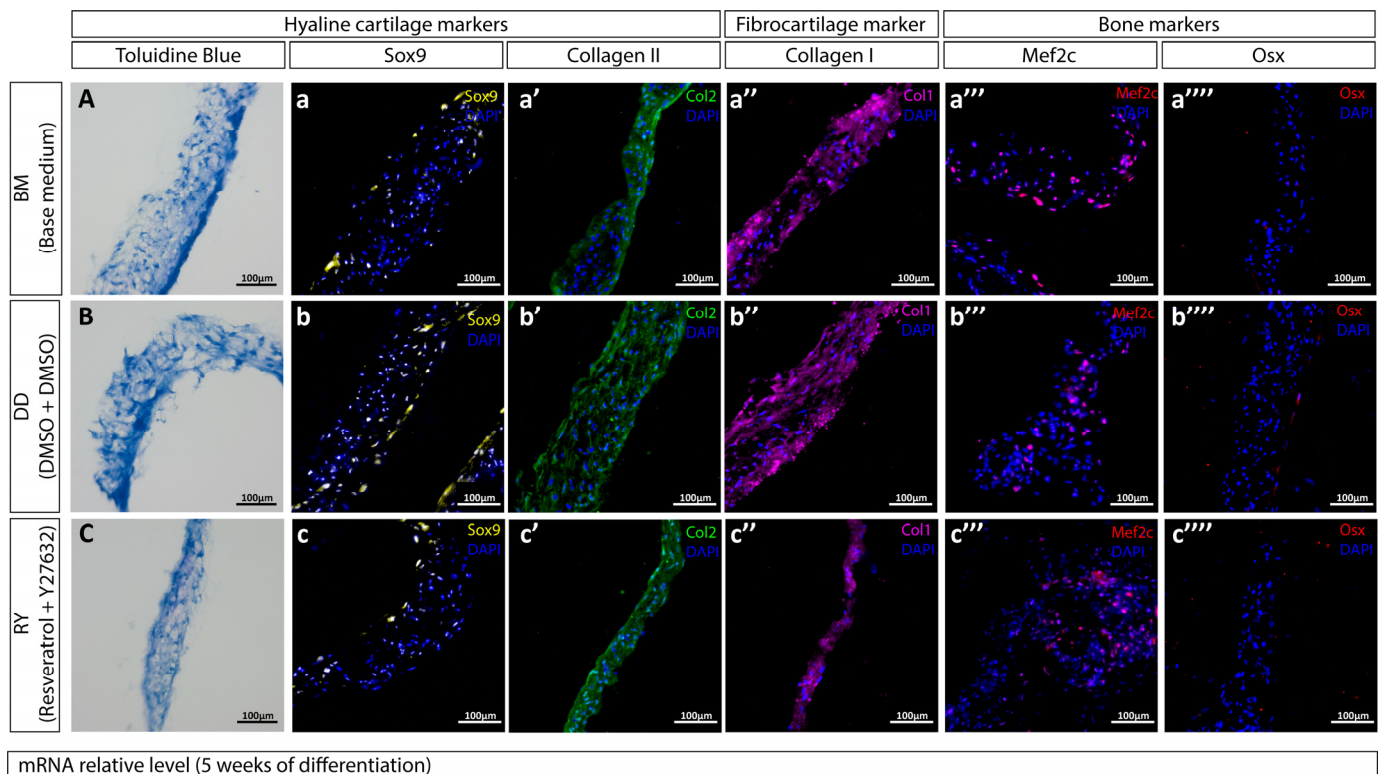 Hyaline cartilage markers
Fibrocartilage marker
Bone markers
Toluidine Blue
Sox9
Collagen II
Collagen I
Mef2c
Osx
BM
(Base medium)
A
100µm
a
Sox9
DAPI
100µm
a’
Col2
DAPI
100µm
a’’
Col1
DAPI
100µm
a’’’
Mef2c
DAPI
100µm
a’’’’
Osx
DAPI
100µm
DD
(DMSO + DMSO)
B
100µm
b
Sox9
DAPI
100µm
b’
Col2
DAPI
100µm
b’’
Col1
DAPI
100µm
b’’’
Mef2c
DAPI
100µm
b’’’’
Osx
DAPI
100µm
RY
(Resveratrol + Y27632)
C
100µm
c
Sox9
DAPI
100µm
c’
Col2
DAPI
100µm
c’’
Col1
DAPI
100µm
c’’’
Mef2c
DAPI
100µm
c’’’’
Osx
DAPI
100µm
mRNA relative level (5 weeks of differentiation)